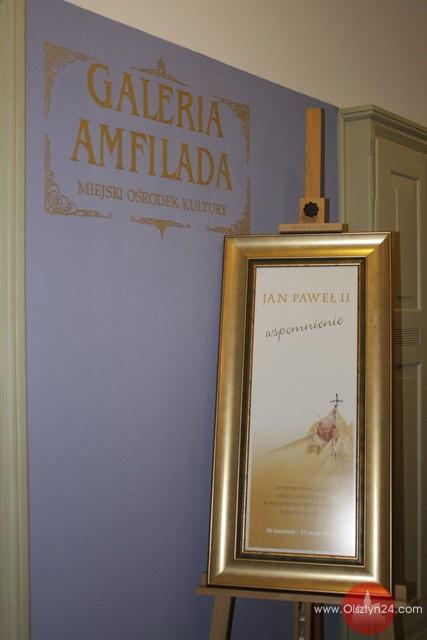 GALERIA
AMFILADA
MIEJSKI OŚRODEK KULTURY
JAN PAWEŁ II
wspomnienie
www.Olsztyn24.com